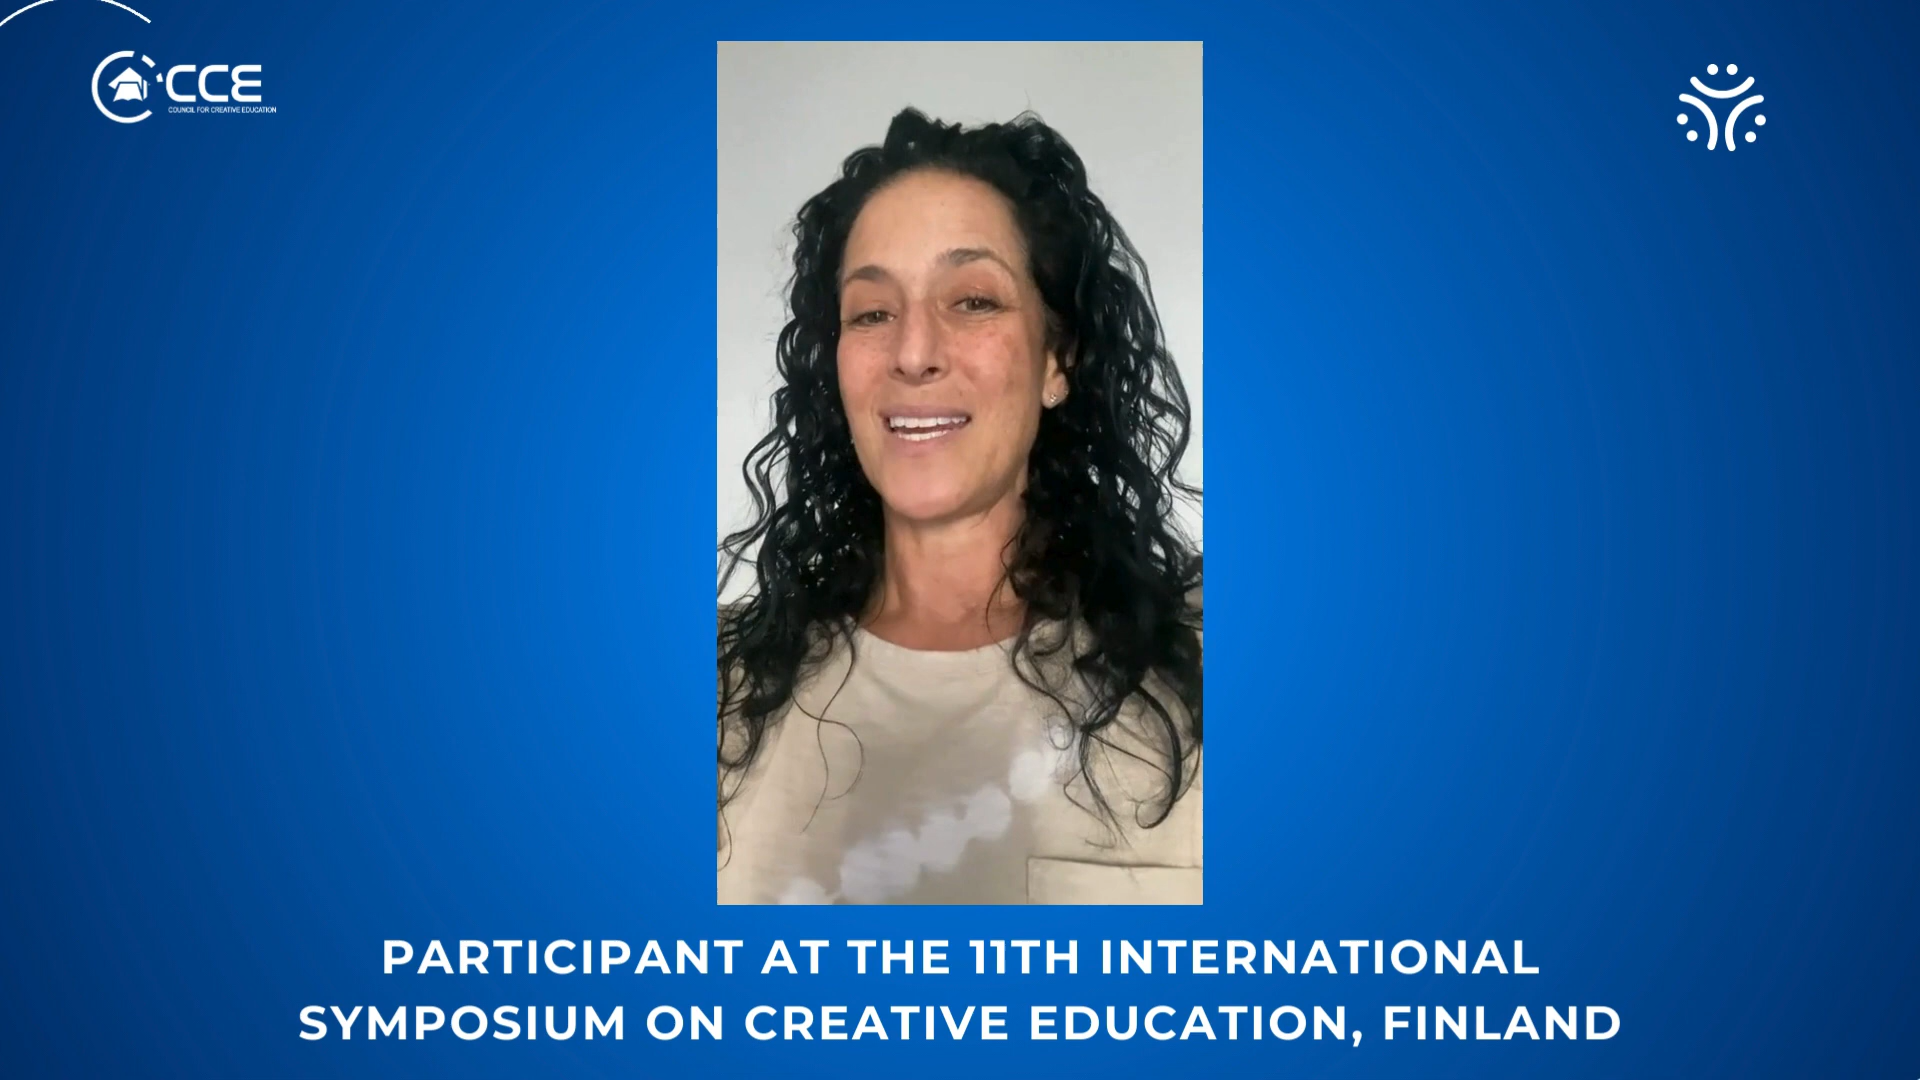 CCE
COUNCIL FOR CREATIVE EDUCATION
PARTICIPANT AT THE 11TH INTERNATIONAL
SYMPOSIUM ON CREATIVE EDUCATION, FINLAND